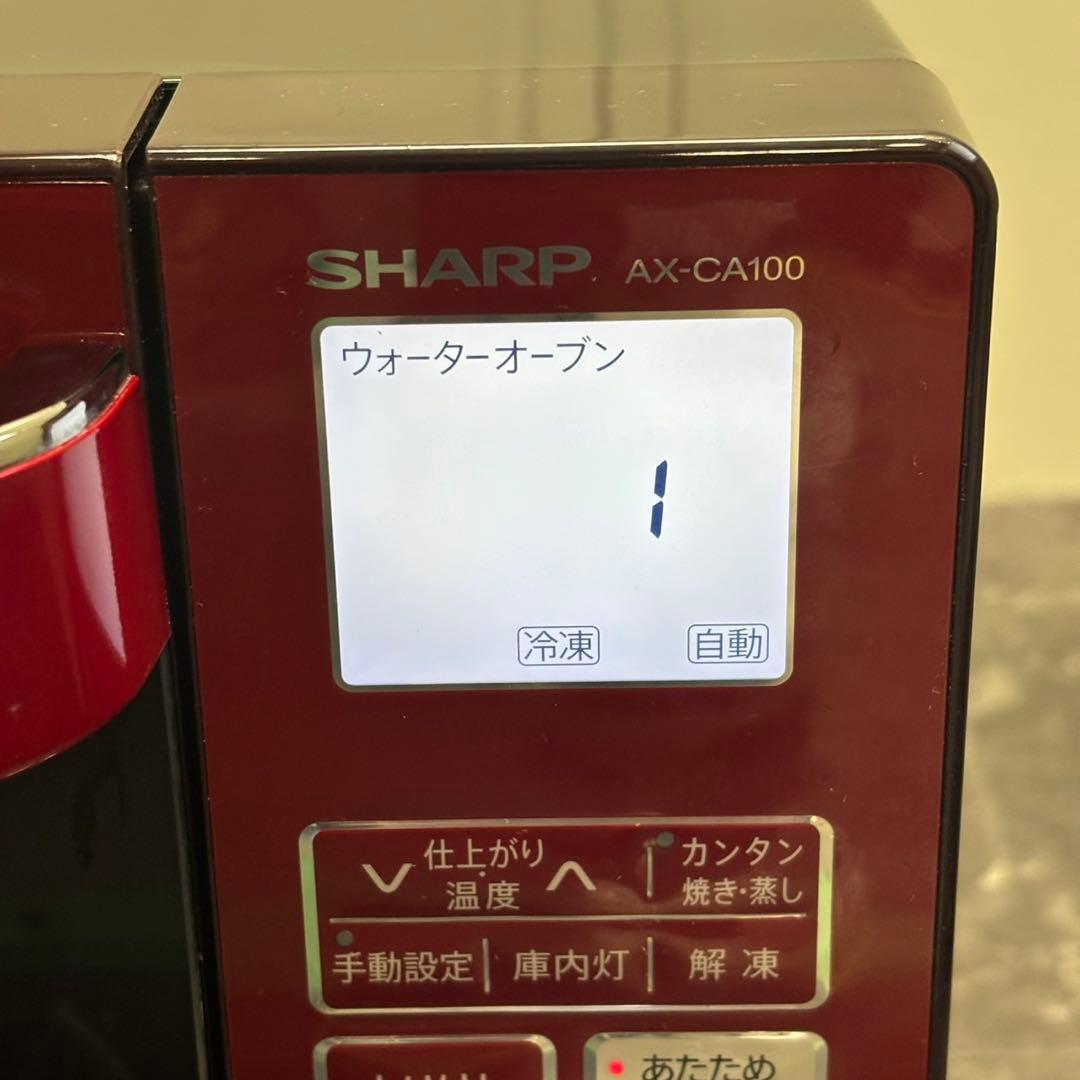 SHARP AX-CA100
ウォーターオーブン
1
冷凍 自動
仕上がり
温度
カンタン
焼き・蒸し
手動設定 庫内灯 解凍
あたため